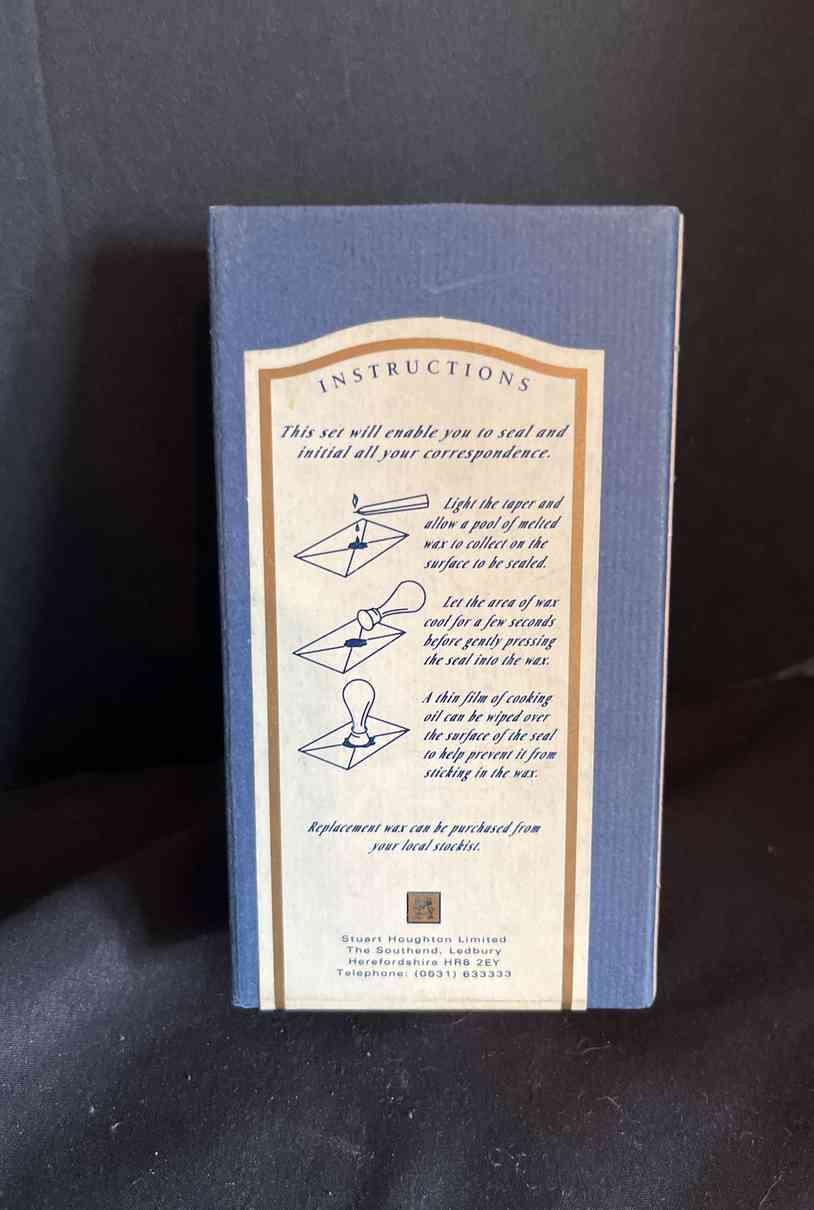 INSTRUCTIONS
This set will enable you to seal and
initial all your correspondence.
Light the taper and
allow a pool of melted
wax to collect on the
surface to be sealed.
Let the area of wax
cool for a few seconds
before gently pressing
the seal into the wax.
A thin film of cooking
oil can be wiped over
the surface of the seal
to help prevent it from
sticking in the wax.
Replacement wax can be purchased from
your local stockist.
Stuart Houghton Limited
The Southend, Ledbury
Herefordshire HR8 2EY
Telephone: (0531) 633333